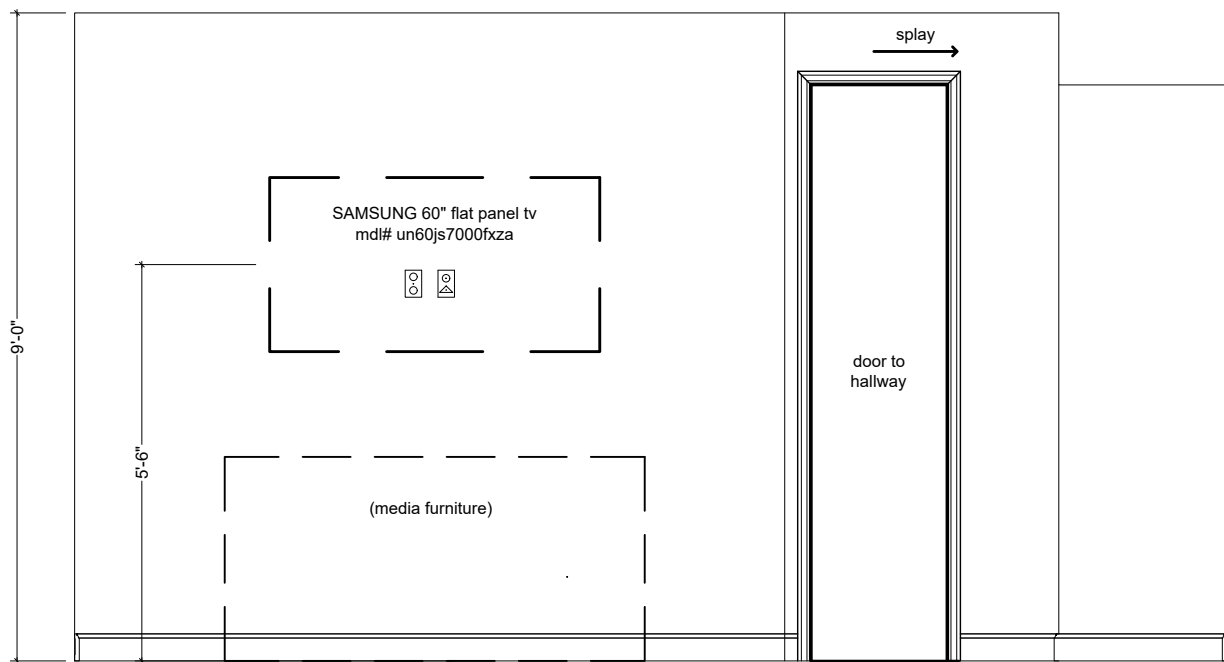 splay
SAMSUNG 60" flat panel tv
mdl# un60js7000fxza
9'-0"
door to
hallway
5'-6"
(media furniture)